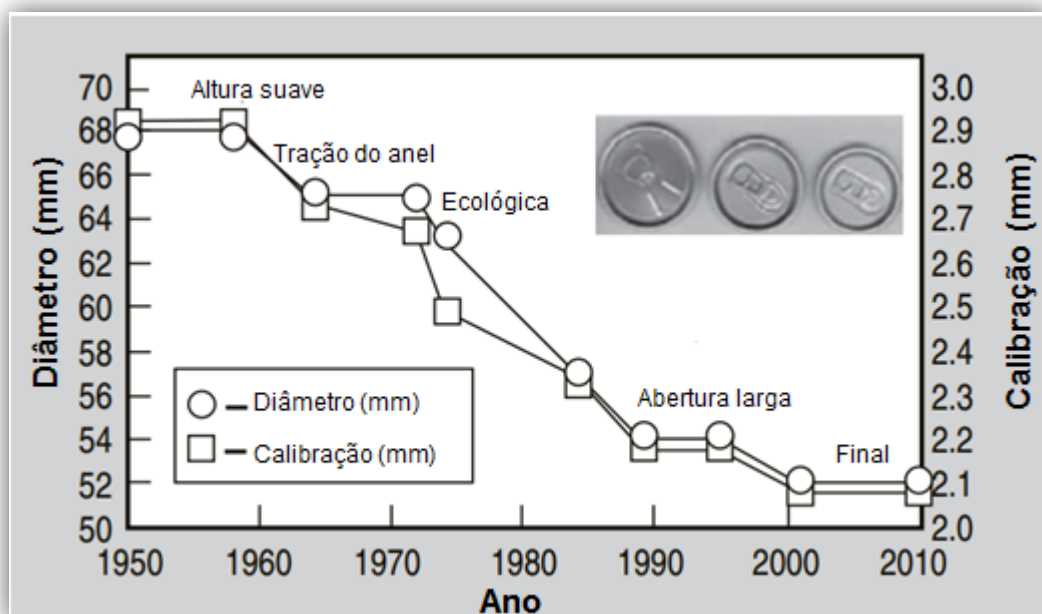 70
68
66
64
62
60
58
56
54
52
50
Diâmetro (mm)
Altura suave
Tração do anel
Ecológica
Abertura larga
Final
Diâmetro (mm)
Calibração (mm)
3.0
2.9
2.8
2.7
2.6
2.5
2.4
2.3
2.2
2.1
2.0
Calibração (mm)
1950 1960 1970 1980 1990 2000 2010
Ano